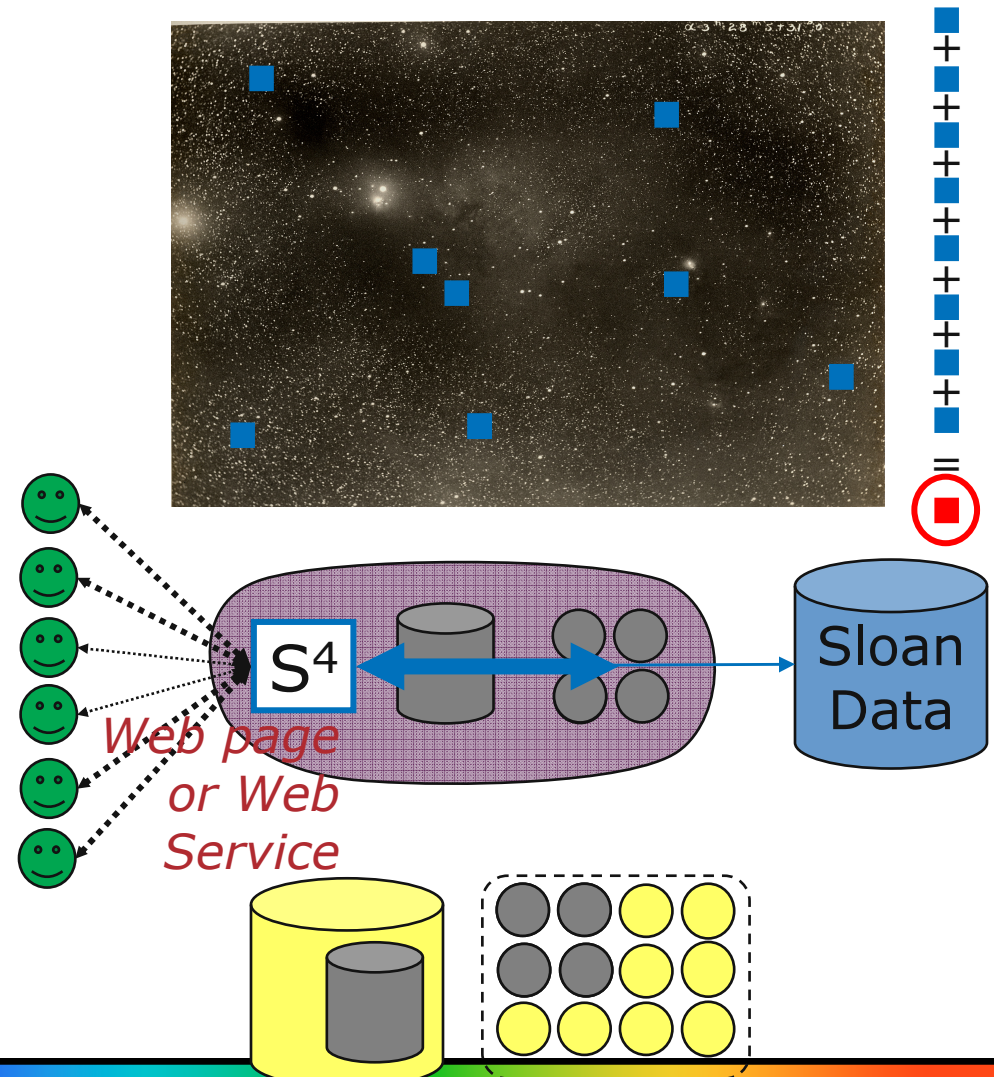 +
+
+
+
+
+
+
=
S⁴
Sloan
Data
Web page
or Web
Service